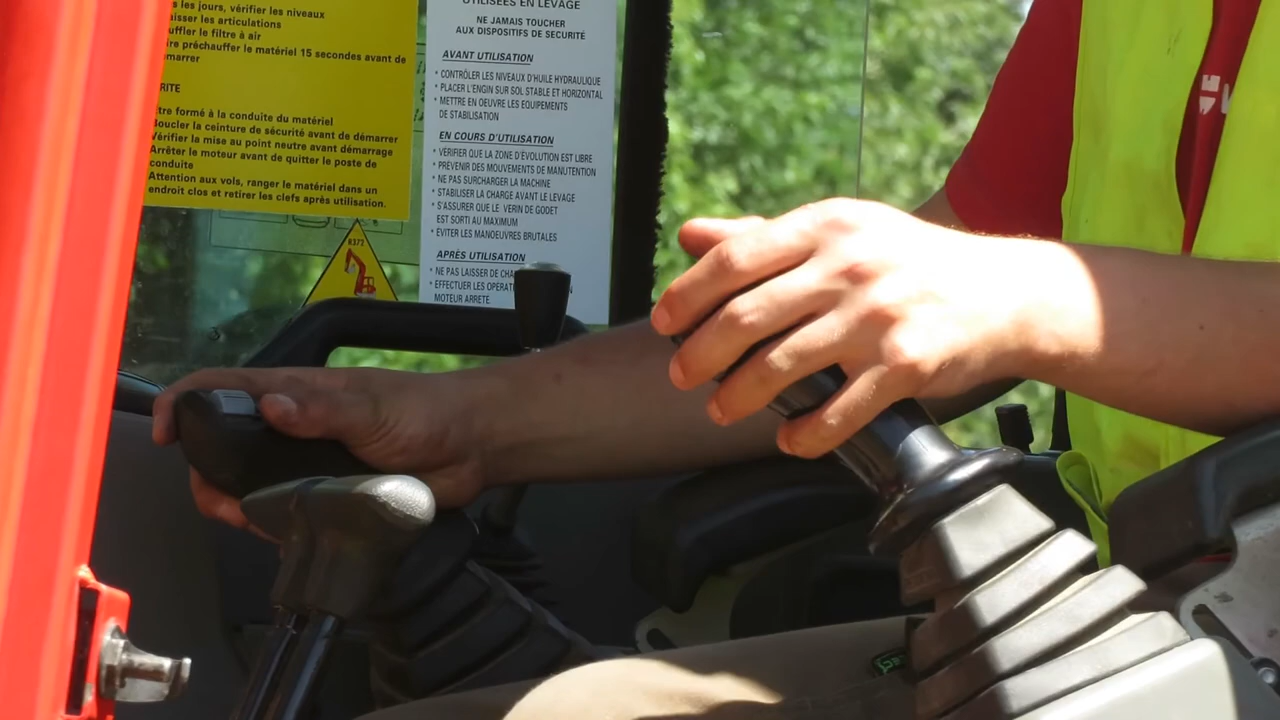 s les jours, vérifier les niveaux
aisser les articulations
uffler le filtre à air
ire préchauffer le matériel 15 secondes avant de
marrer
RITE
tre formé à la conduite du matériel
Boucler la ceinture de sécurité avant de démarrer
Vérifier la mise au point neutre avant démarrage
Arrêter le moteur avant de quitter le poste de
conduite
Attention aux vols, ranger le matériel dans un
endroit clos et retirer les clefs après utilisation.
R372
UTILISÉES EN LEVAGE
NE JAMAIS TOUCHER
AUX DISPOSITIFS DE SECURITÉ
AVANT UTILISATION
* CONTRÔLER LES NIVEAUX D'HUILE HYDRAULIQUE
* PLACER L'ENGIN SUR SOL STABLE ET HORIZONTAL
* METTRE EN OEUVRE LES EQUIPEMENTS
DE STABILISATION
EN COURS D'UTILISATION
* VÉRIFIER QUE LA ZONE D'ÉVOLUTION EST LIBRE
* PRÉVENIR DES MOUVEMENTS DE MANUTENTION
* NE PAS SURCHARGER LA MACHINE
* STABILISER LA CHARGE AVANT LE LEVAGE
* S'ASSURER QUE LE VERIN DE GODET
EST SORTI AU MAXIMUM
* ÉVITER LES MANOEUVRES BRUTALES
APRÈS UTILISATION
* NE PAS LAISSER DE CHA
* EFFECTUER LES OPERATI
MOTEUR ARRETE.